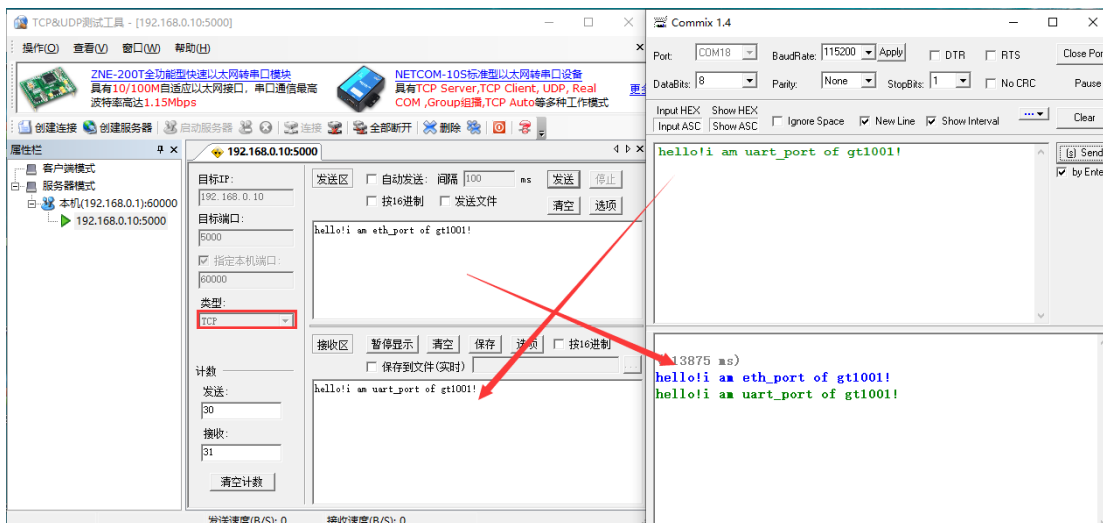 TCP&UDP测试工具 - [192.168.0.10:5000]
操作(O) 查看(V) 窗口(W) 帮助(H)
ZNE-200T全功能型快速以太网转串口模块
具有10/100M自适应以太网接口，串口通信最高
波特率高达1.15Mbps
NETCOM-10S标准型以太网转串口设备
具有TCP Server,TCP Client, UDP, Real
COM ,Group组播,TCP Auto等多种工作模式
创建连接 创建服务器 启动服务器 连接 全部断开 删除
属性栏
客户端模式
服务器模式
本机(192.168.0.1):60000
192.168.0.10:5000
192.168.0.10:5000
目标IP:
192.168.0.10
目标端口:
5000
指定本机端口:
60000
类型:
TCP
计数
发送:
30
接收:
31
清空计数
发送区 自动发送: 间隔 100 ms 发送 停止
按16进制 发送文件 清空 选项
hello!i am eth_port of gt1001!
接收区 暂停显示 清空 保存 选项 按16进制
保存到文件(实时) ...
hello!i am uart_port of gt1001!
发送速度(B/S): 0 接收速度(B/S): 0
Commix 1.4
Port: COM18 BaudRate: 115200 Apply DTR RTS Close Por
DataBits: 8 Parity: None StopBits: 1 No CRC Pause
Input HEX Show HEX
Input ASC Show ASC Ignore Space New Line Show Interval Clear
hello!i am uart_port of gt1001!
[s] Send
by Ente
13875 ms)
hello!i am eth_port of gt1001!
hello!i am uart_port of gt1001!